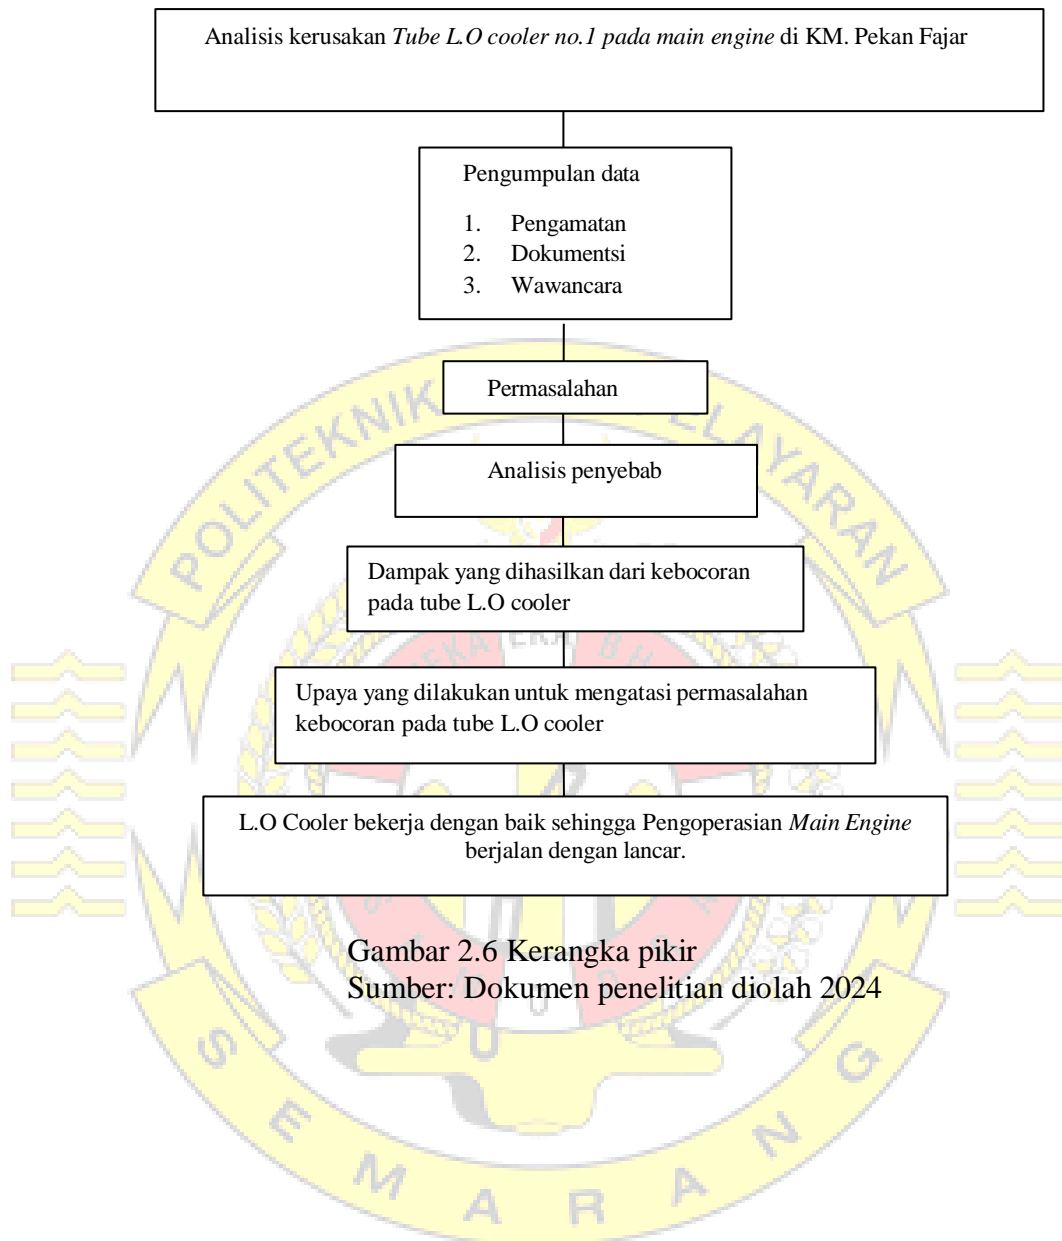 Analisis kerusakan Tube L.O cooler no.1 pada main engine di KM. Pekan Fajar
Pengumpulan data
1. Pengamatan
2. Dokumentsi
3. Wawancara
Permasalahan
Analisis penyebab
Dampak yang dihasilkan dari kebocoran
pada tube L.O cooler
Upaya yang dilakukan untuk mengatasi permasalahan
kebocoran pada tube L.O cooler
L.O Cooler bekerja dengan baik sehingga Pengoperasian Main Engine
berjalan dengan lancar.
Gambar 2.6 Kerangka pikir
Sumber: Dokumen penelitian diolah 2024
POLITEKNIK
SEMARANG